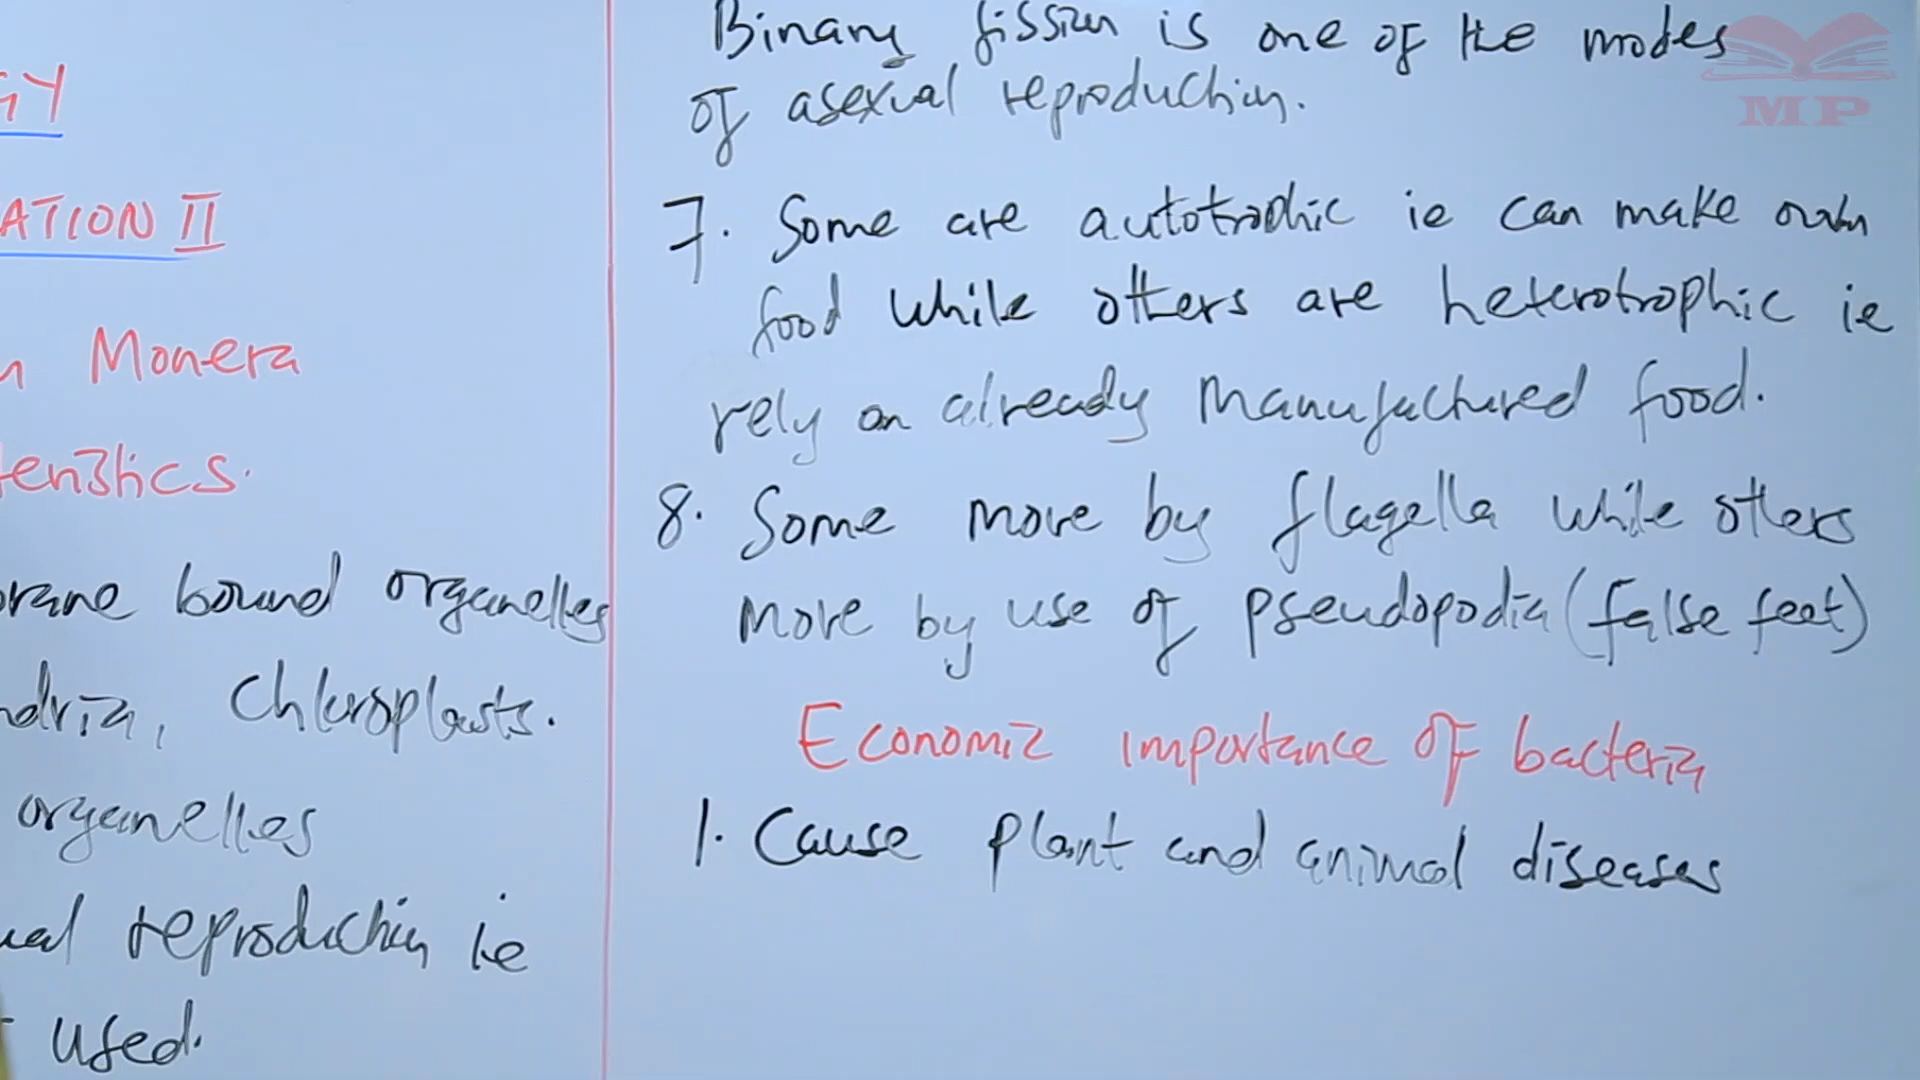 GY
ATION II
Monera
teristics.
brane bound organelles
ndria, Chloroplasts.
organelles
ual reproduction ie
used.
Binary fission is one of the modes
of asexual reproduction.
7. Some are autotrophic ie can make own
food while others are heterotrophic ie
rely on already manufactured food.
8. Some move by flagella while others
move by use of pseudopodia (false feet)
Economic importance of bacteria
1. Cause plant and animal diseases
MP